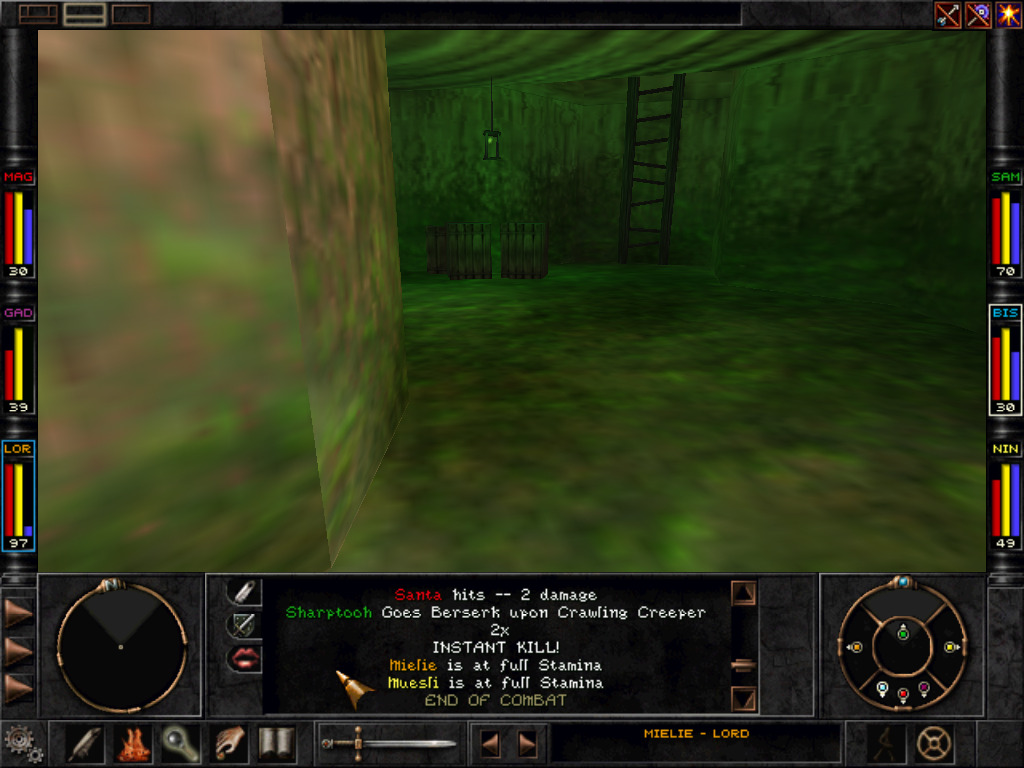 MAG
30
GAD
39
LOR
97
SAM
70
BIS
30
NIN
49
Santa hits -- 2 damage
Sharptooh Goes Berserk upon Crawling Creeper
2x
INSTANT KILL!
Mielie is at full Stamina
Muesli is at full Stamina
END OF COMBAT
MIELIE - LORD